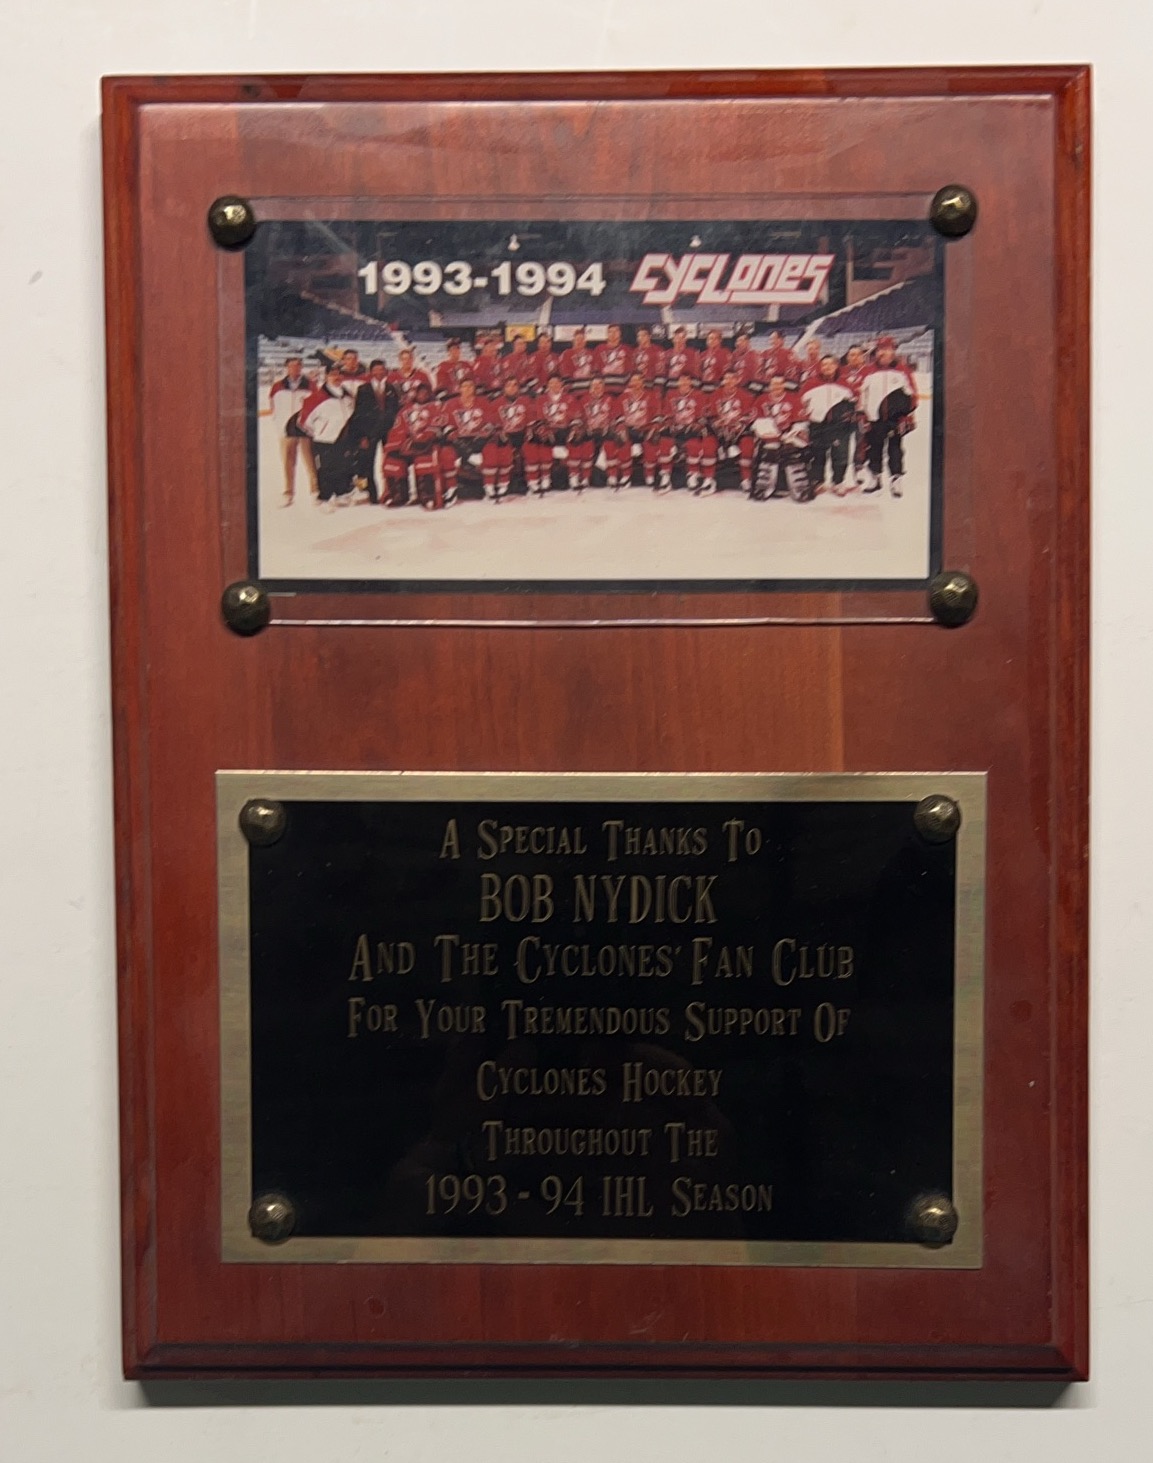 1993-1994 CYCLONES
A SPECIAL THANKS TO
BOB NYDICK
AND THE CYCLONES' FAN CLUB
FOR YOUR TREMENDOUS SUPPORT OF
CYCLONES HOCKEY
THROUGHOUT THE
1993 - 94 IHL SEASON